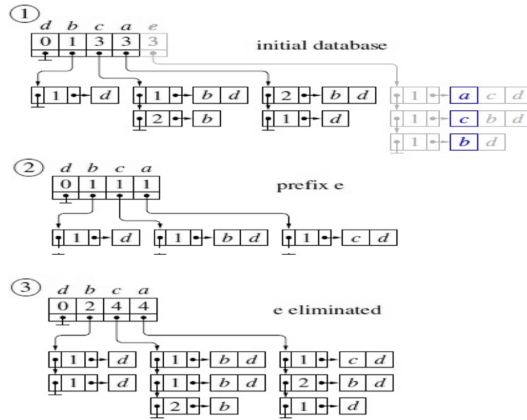 1
d b c a e
0 1 3 3 3
initial database
1 d 1 b d 2 b d 1 a c d
2 b 1 d 1 c b d
1 b d
2
d b c a
0 1 1 1
prefix e
1 d 1 b d 1 c d
3
d b c a
0 2 4 4
e eliminated
1 d 1 b d 1 c d
1 d 1 b d 2 b d
2 b 1 d